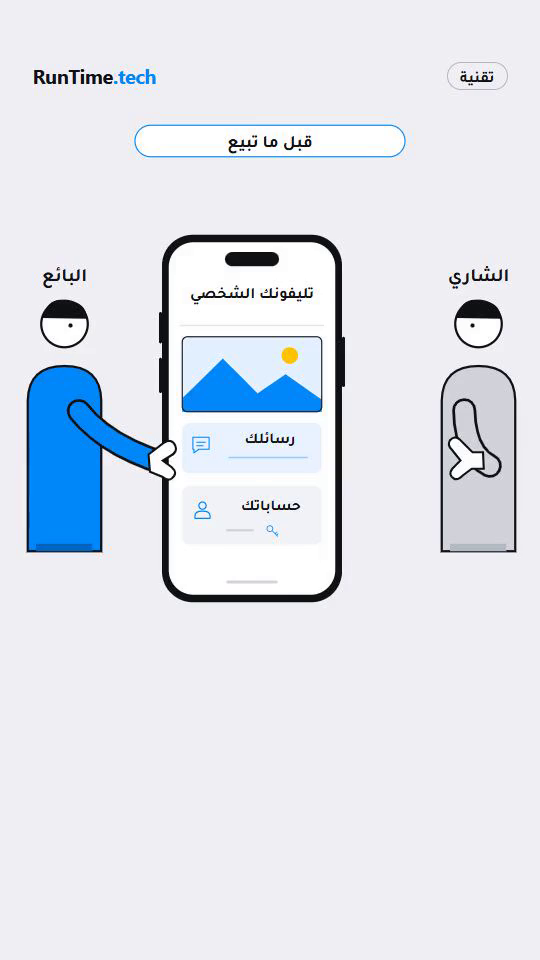 RunTime.tech
تقنية
قبل ما تبيع
البائع
الشاري
تليفونك الشخصي
رسائلك
حساباتك